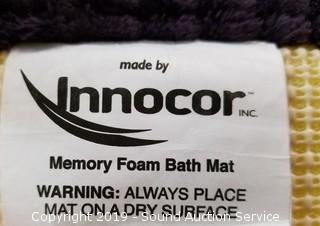 made by
Innocor™ INC.
Memory Foam Bath Mat
WARNING: ALWAYS PLACE
MAT ON A DRY SURFACE
Copyright 2019 - Sound Auction Service